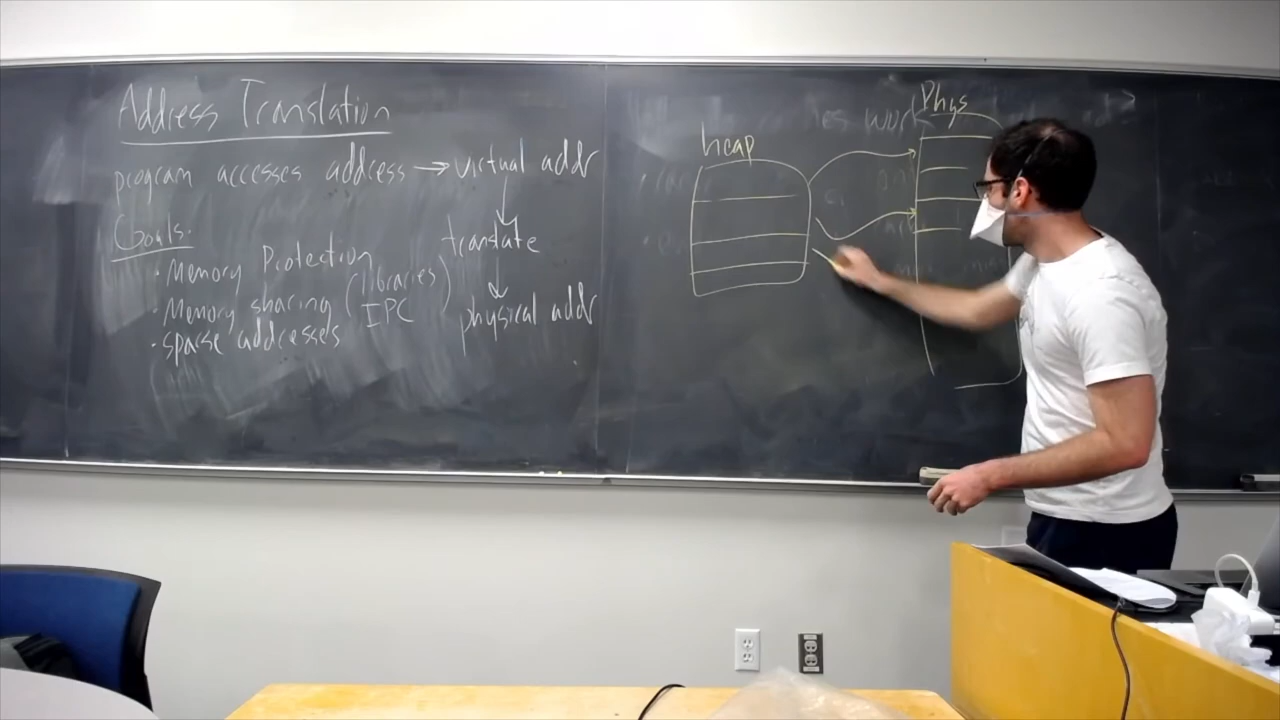 Address Translation
program accesses address → virtual addr
Goals:
translate
· Memory Protection
· Memory sharing (libraries IPC)
physical addr
· sparse addresses
heap
Phys
work